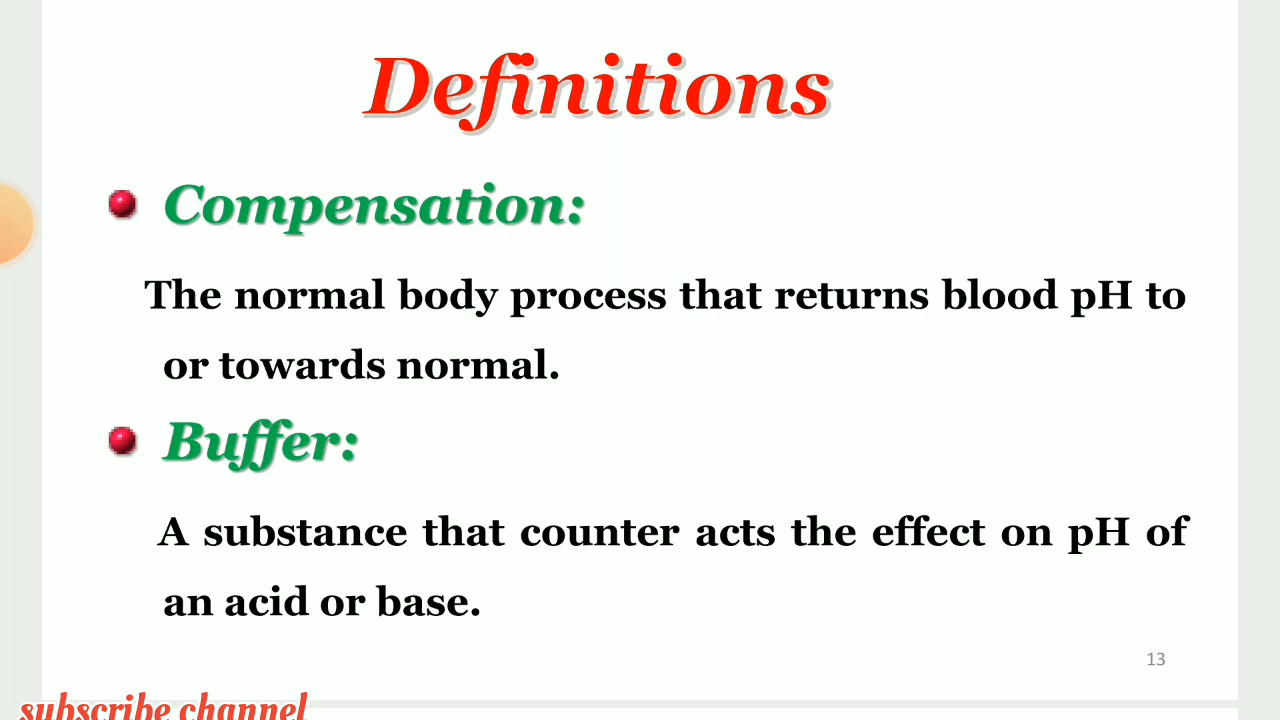 Definitions
Compensation:
The normal body process that returns blood pH to
or towards normal.
Buffer:
A substance that counter acts the effect on pH of
an acid or base.
13
subscribe channel